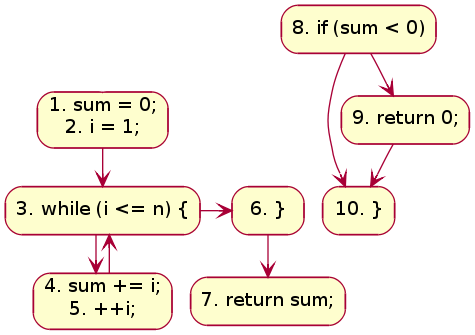 1. sum = 0;
2. i = 1;
3. while (i <= n) {
4. sum += i;
5. ++i;
6. }
7. return sum;
8. if (sum < 0)
9. return 0;
10. }